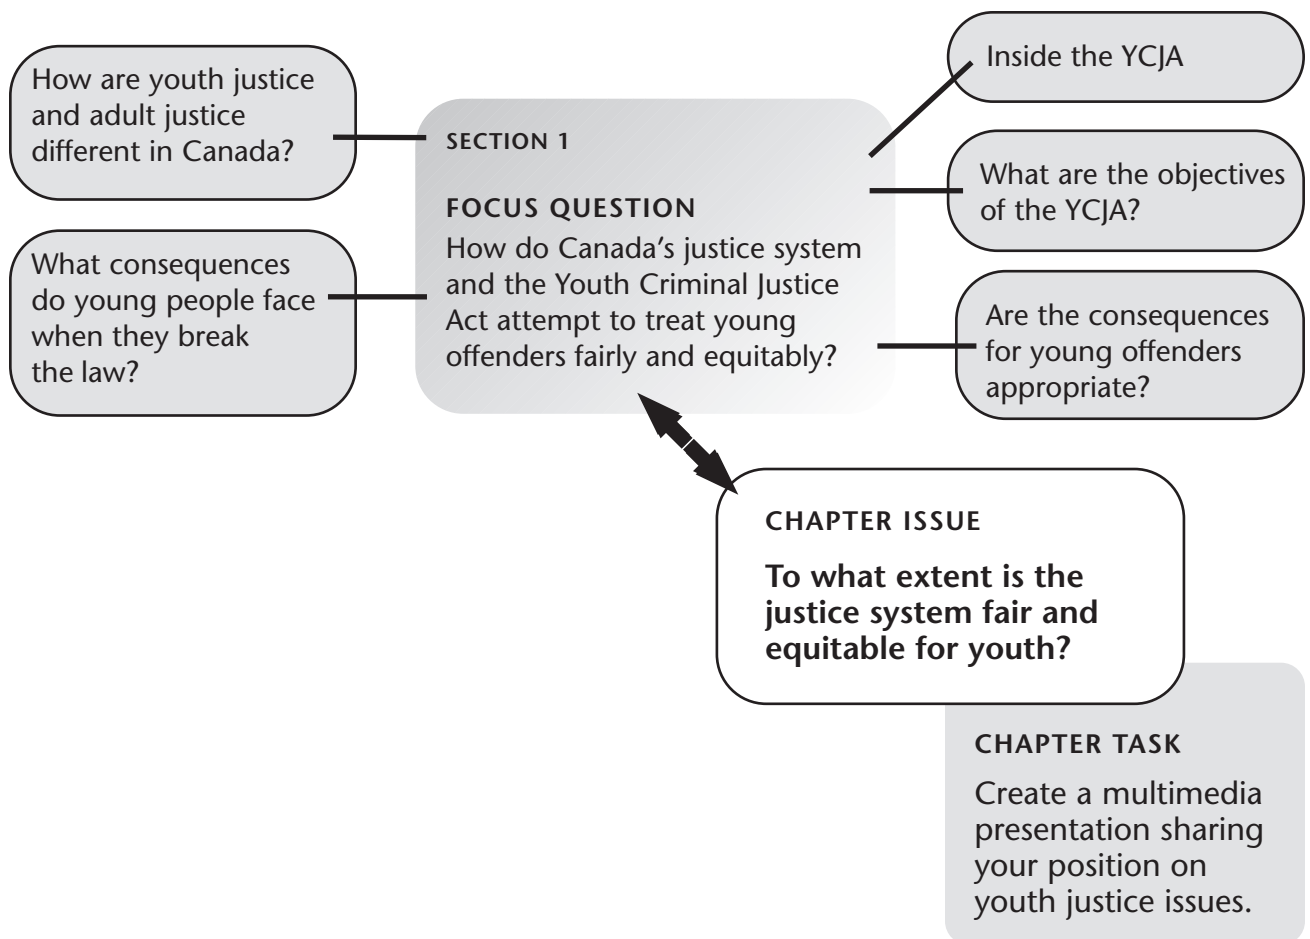 How are youth justice
and adult justice
different in Canada?
What consequences
do young people face
when they break
the law?
SECTION 1
FOCUS QUESTION
How do Canada’s justice system
and the Youth Criminal Justice
Act attempt to treat young
offenders fairly and equitably?
Inside the YCJA
What are the objectives
of the YCJA?
Are the consequences
for young offenders
appropriate?
CHAPTER ISSUE
To what extent is the
justice system fair and
equitable for youth?
CHAPTER TASK
Create a multimedia
presentation sharing
your position on
youth justice issues.